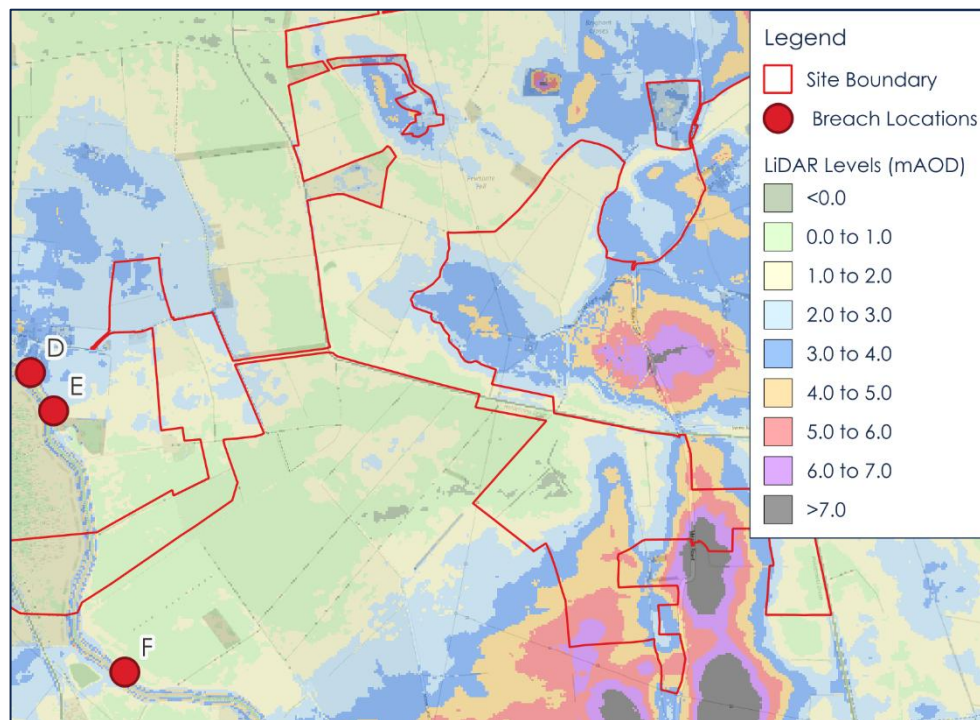 Legend
Site Boundary
Breach Locations
LiDAR Levels (mAOD)
<0.0
0.0 to 1.0
1.0 to 2.0
2.0 to 3.0
3.0 to 4.0
4.0 to 5.0
5.0 to 6.0
6.0 to 7.0
>7.0
D
E
F